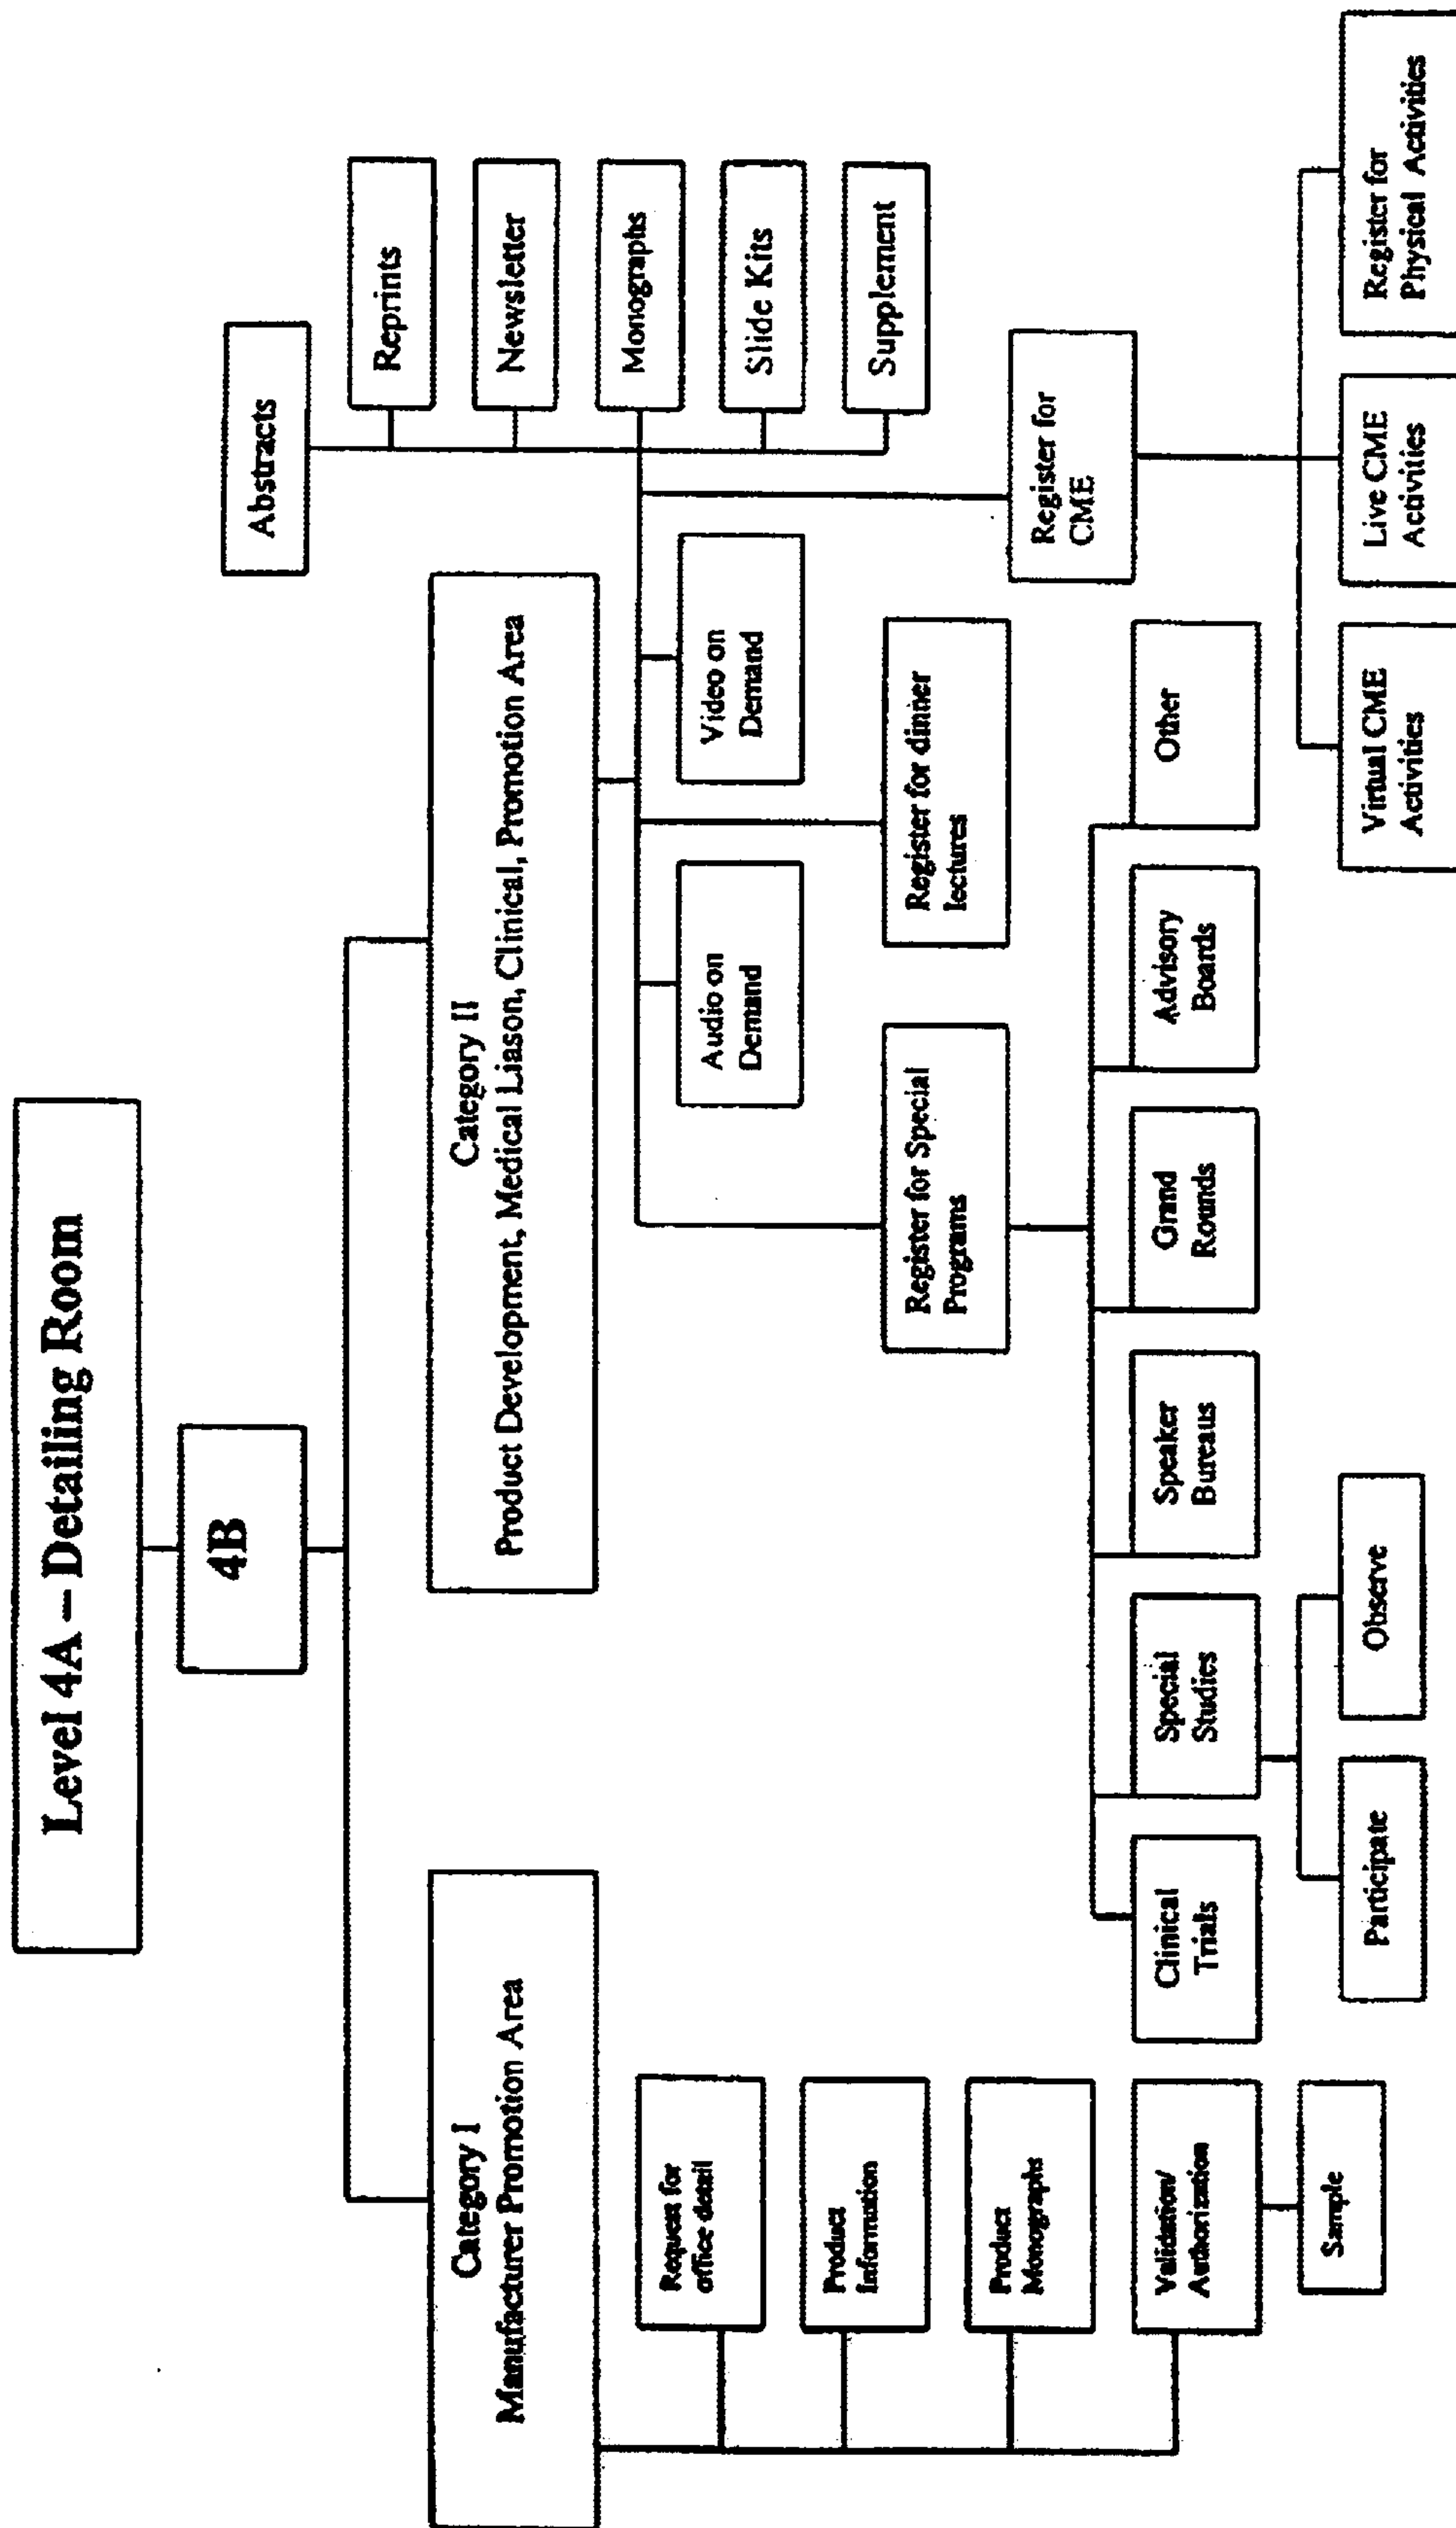 Level 4A – Detailing Room
4B
Category I
Manufacturer Promotion Area
Category II
Product Development, Medical Liason, Clinical, Promotion Area
Request for
office detail
Product
Information
Product
Monographs
Validation/
Authorization
Sample
Abstracts
Reprints
Newsletter
Monographs
Slide Kits
Supplement
Audio on
Demand
Video on
Demand
Register for Special
Programs
Register for dinner
lectures
Register for
CME
Clinical
Trials
Special
Studies
Speaker
Bureaus
Grand
Rounds
Advisory
Boards
Other
Participate
Observe
Virtual CME
Activities
Live CME
Activities
Register for
Physical Activities